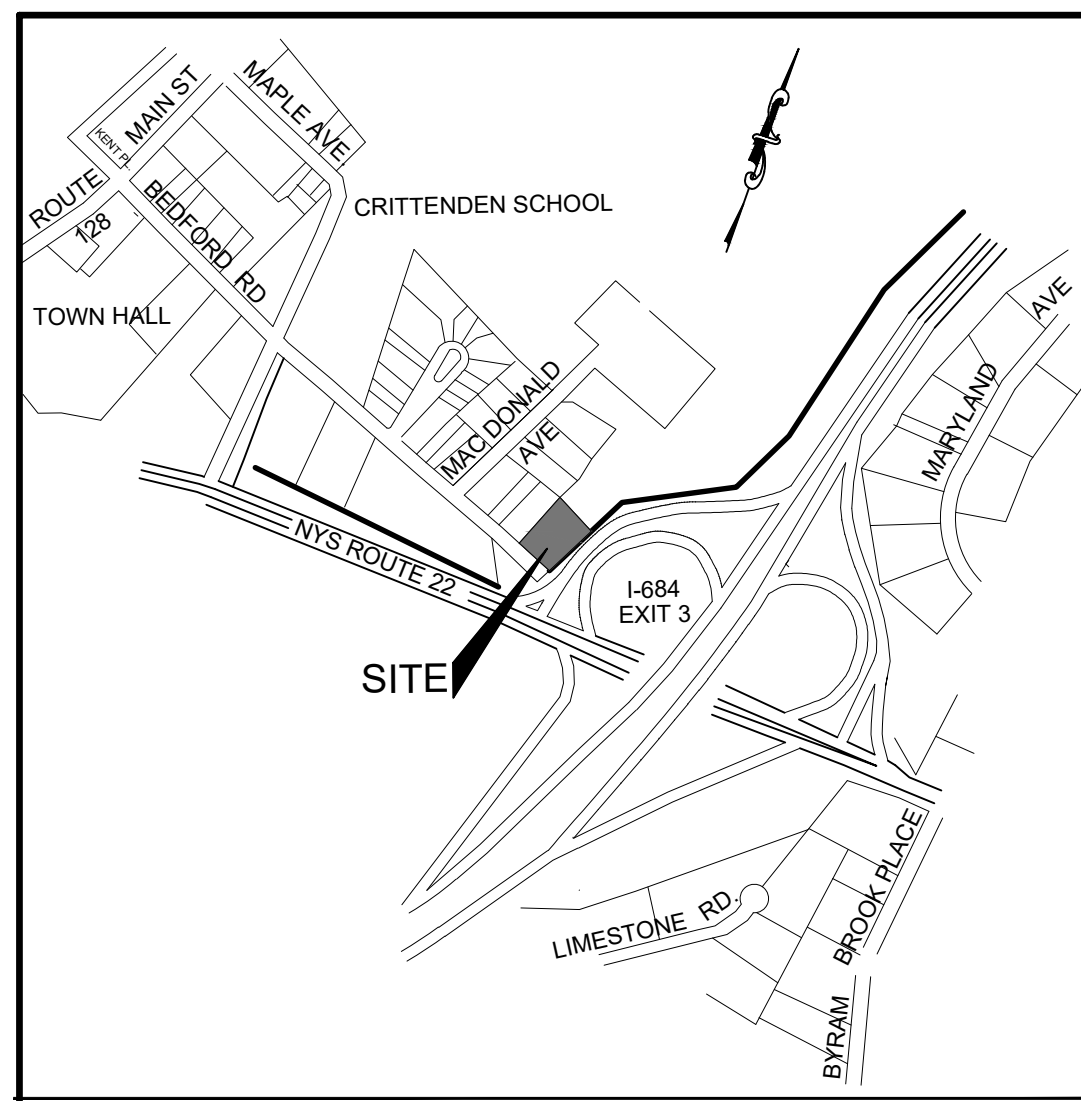 MAIN ST
MAPLE AVE.
KENT PL.
ROUTE
128
BEDFORD RD
CRITTENDEN SCHOOL
TOWN HALL
MAC DONALD
AVE
MARYLAND
AVE
NYS ROUTE 22
I-684
EXIT 3
SITE
LIMESTONE RD.
BYRAM BROOK PLACE